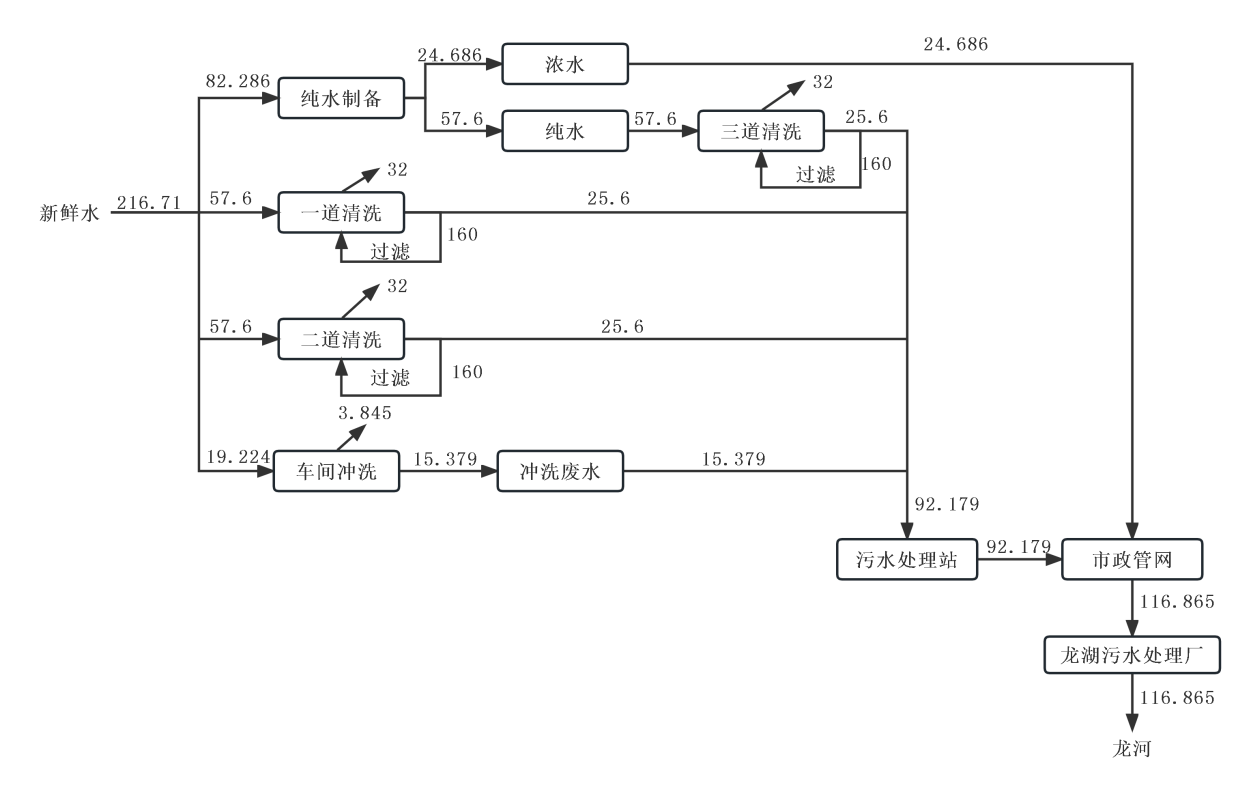 24.686
24.686
浓水
82.286
纯水制备
32
57.6
纯水
57.6
三道清洗
25.6
过滤
160
32
新鲜水
216.71
57.6
一道清洗
25.6
过滤
160
32
57.6
二道清洗
25.6
过滤
160
3.845
19.224
车间冲洗
15.379
冲洗废水
15.379
92.179
污水处理站
92.179
市政管网
116.865
龙湖污水处理厂
116.865
龙河